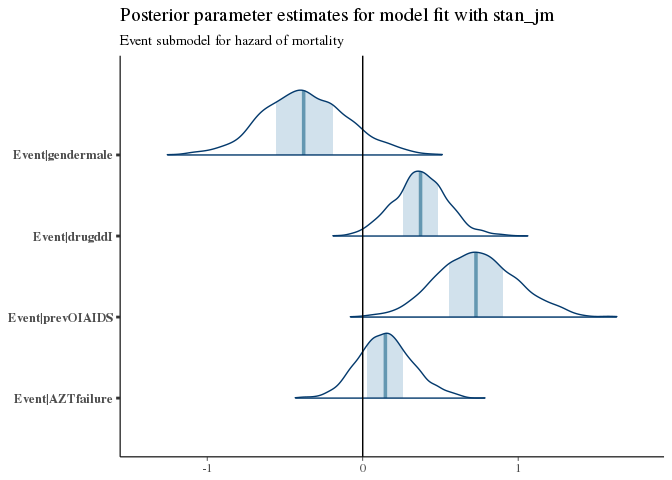 Posterior parameter estimates for model fit with stan_jm
Event submodel for hazard of mortality
Event|gendermale
Event|drugddI
Event|prevOIAIDS
Event|AZTfailure
-1 0 1